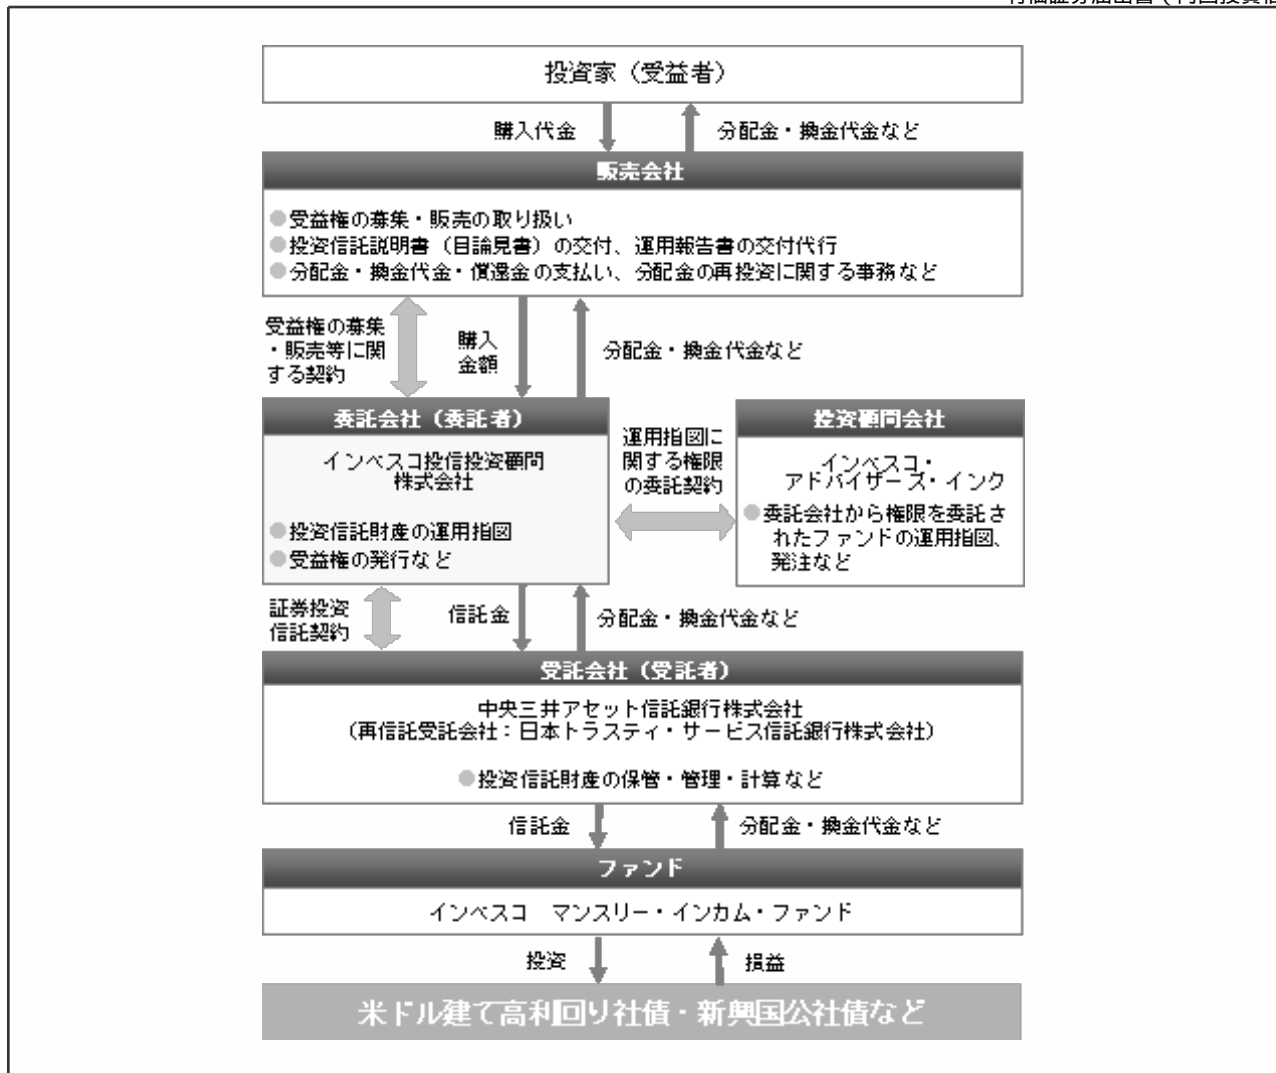 投資家（受益者）
購入代金
分配金・換金代金など
販売会社
●受益権の募集・販売の取り扱い
●投資信託説明書（目論見書）の交付、運用報告書の交付代行
●分配金・換金代金・償還金の支払い、分配金の再投資に関する事務など
受益権の募集
・販売等に関
する契約
購入
金額
分配金・換金代金など
委託会社（委託者）
インベスコ投信投資顧問
株式会社
●投資信託財産の運用指図
●受益権の発行など
運用指図に
関する権限
の委託契約
投資顧問会社
インベスコ・
アドバイザーズ・インク
●委託会社から権限を委託さ
れたファンドの運用指図、
発注など
証券投資
信託契約
信託金
分配金・換金代金など
受託会社（受託者）
中央三井アセット信託銀行株式会社
（再信託受託会社：日本トラスティ・サービス信託銀行株式会社）
●投資信託財産の保管・管理・計算など
信託金
分配金・換金代金など
ファンド
インベスコ　マンスリー・インカム・ファンド
投資
損益
米ドル建て高利回り社債・新興国公社債など